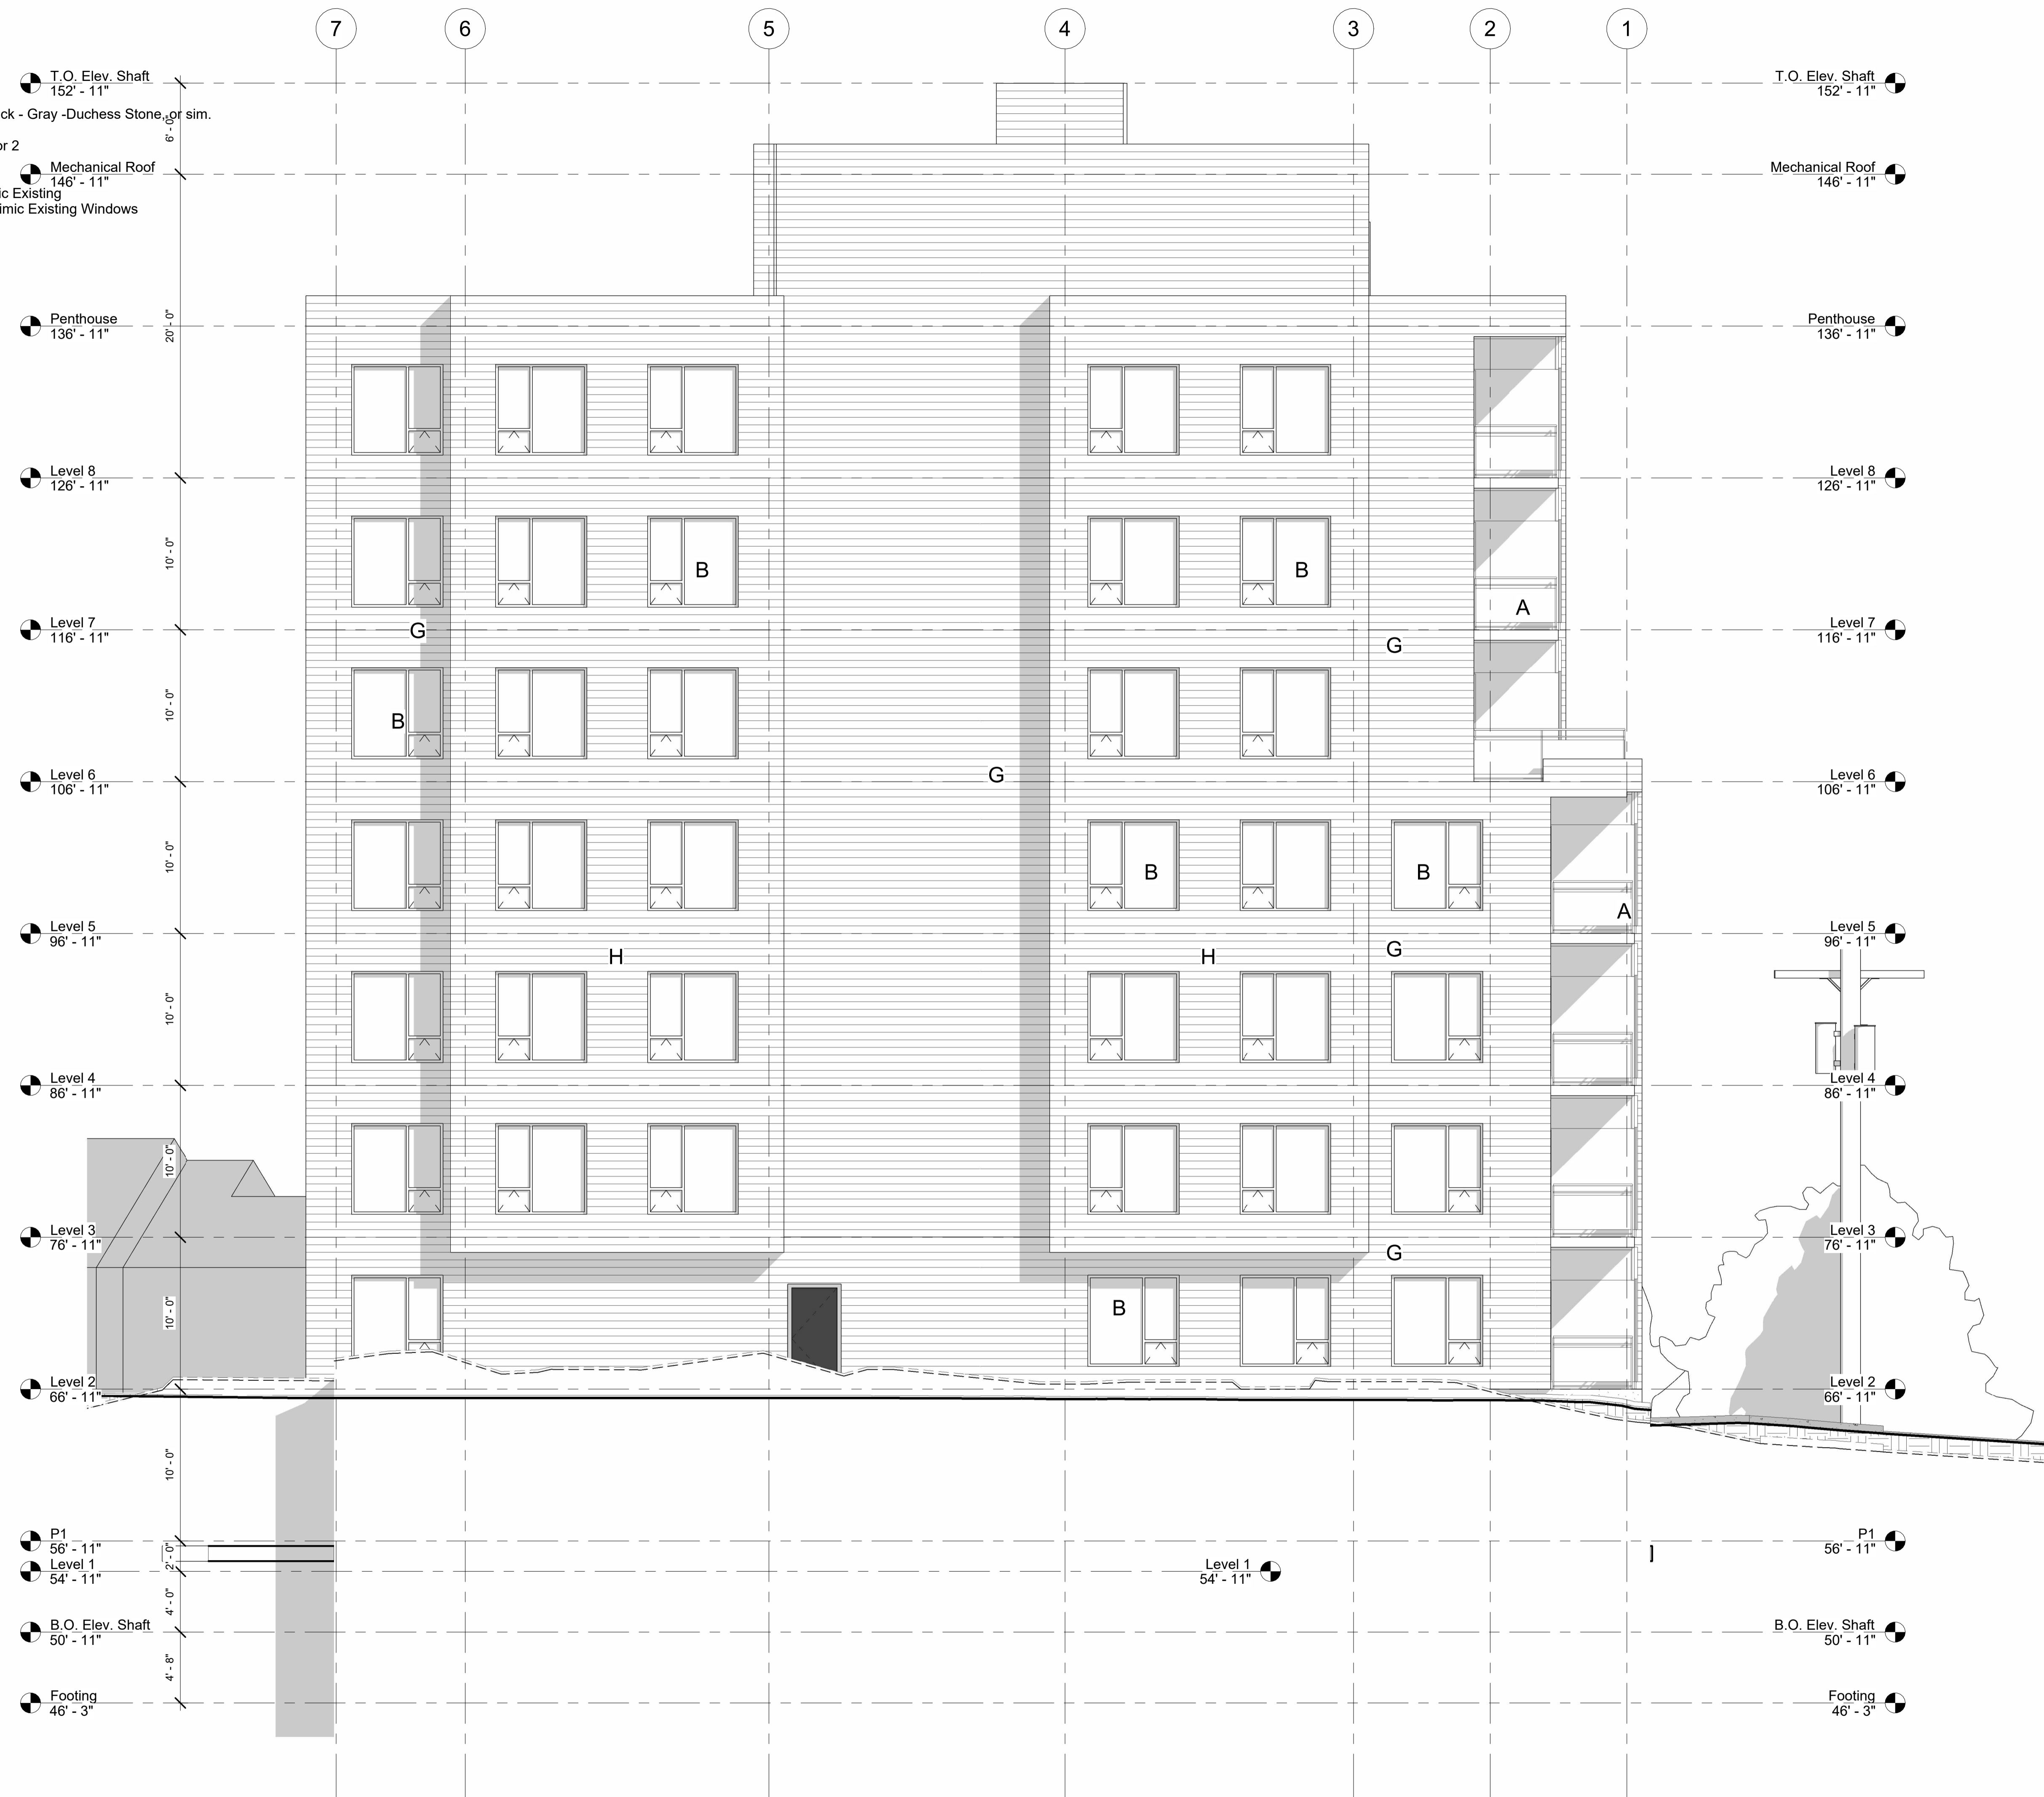 7 6 5 4 3 2 1
T.O. Elev. Shaft
152' - 11"
T.O. Elev. Shaft
152' - 11"
ck - Gray -Duchess Stone, or sim.
6' - 0"
or 2
Mechanical Roof
146' - 11"
Mechanical Roof
146' - 11"
ic Existing
imic Existing Windows
Penthouse
136' - 11"
20' - 0"
Penthouse
136' - 11"
Level 8
126' - 11"
Level 8
126' - 11"
10' - 0"
B
B
A
Level 7
116' - 11"
G
G
Level 7
116' - 11"
10' - 0"
B
G
Level 6
106' - 11"
Level 6
106' - 11"
10' - 0"
B
B
A
Level 5
96' - 11"
Level 5
96' - 11"
H
H
G
10' - 0"
Level 4
86' - 11"
Level 4
86' - 11"
10' - 0"
Level 3
76' - 11"
Level 3
76' - 11"
G
10' - 0"
B
Level 2
66' - 11"
Level 2
66' - 11"
10' - 0"
P1
56' - 11"
P1
56' - 11"
2' - 0"
Level 1
54' - 11"
Level 1
54' - 11"
4' - 0"
B.O. Elev. Shaft
50' - 11"
B.O. Elev. Shaft
50' - 11"
4' - 8"
Footing
46' - 3"
Footing
46' - 3"